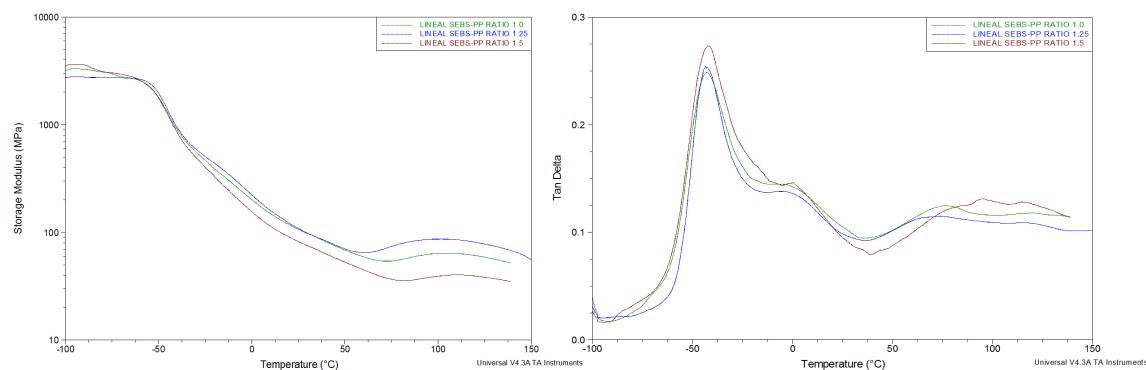 10000
1000
100
10
Storage Modulus (MPa)
-100
-50
0
50
100
150
Temperature (°C)
Universal V4.3A TA Instruments
LINEAL SEBS-PP RATIO 1.0
LINEAL SEBS-PP RATIO 1.25
LINEAL SEBS-PP RATIO 1.5
0.3
0.2
0.1
0.0
Tan Delta
-100
-50
0
50
100
150
Temperature (°C)
Universal V4.3A TA Instruments
LINEAL SEBS-PP RATIO 1.0
LINEAL SEBS-PP RATIO 1.25
LINEAL SEBS-PP RATIO 1.5